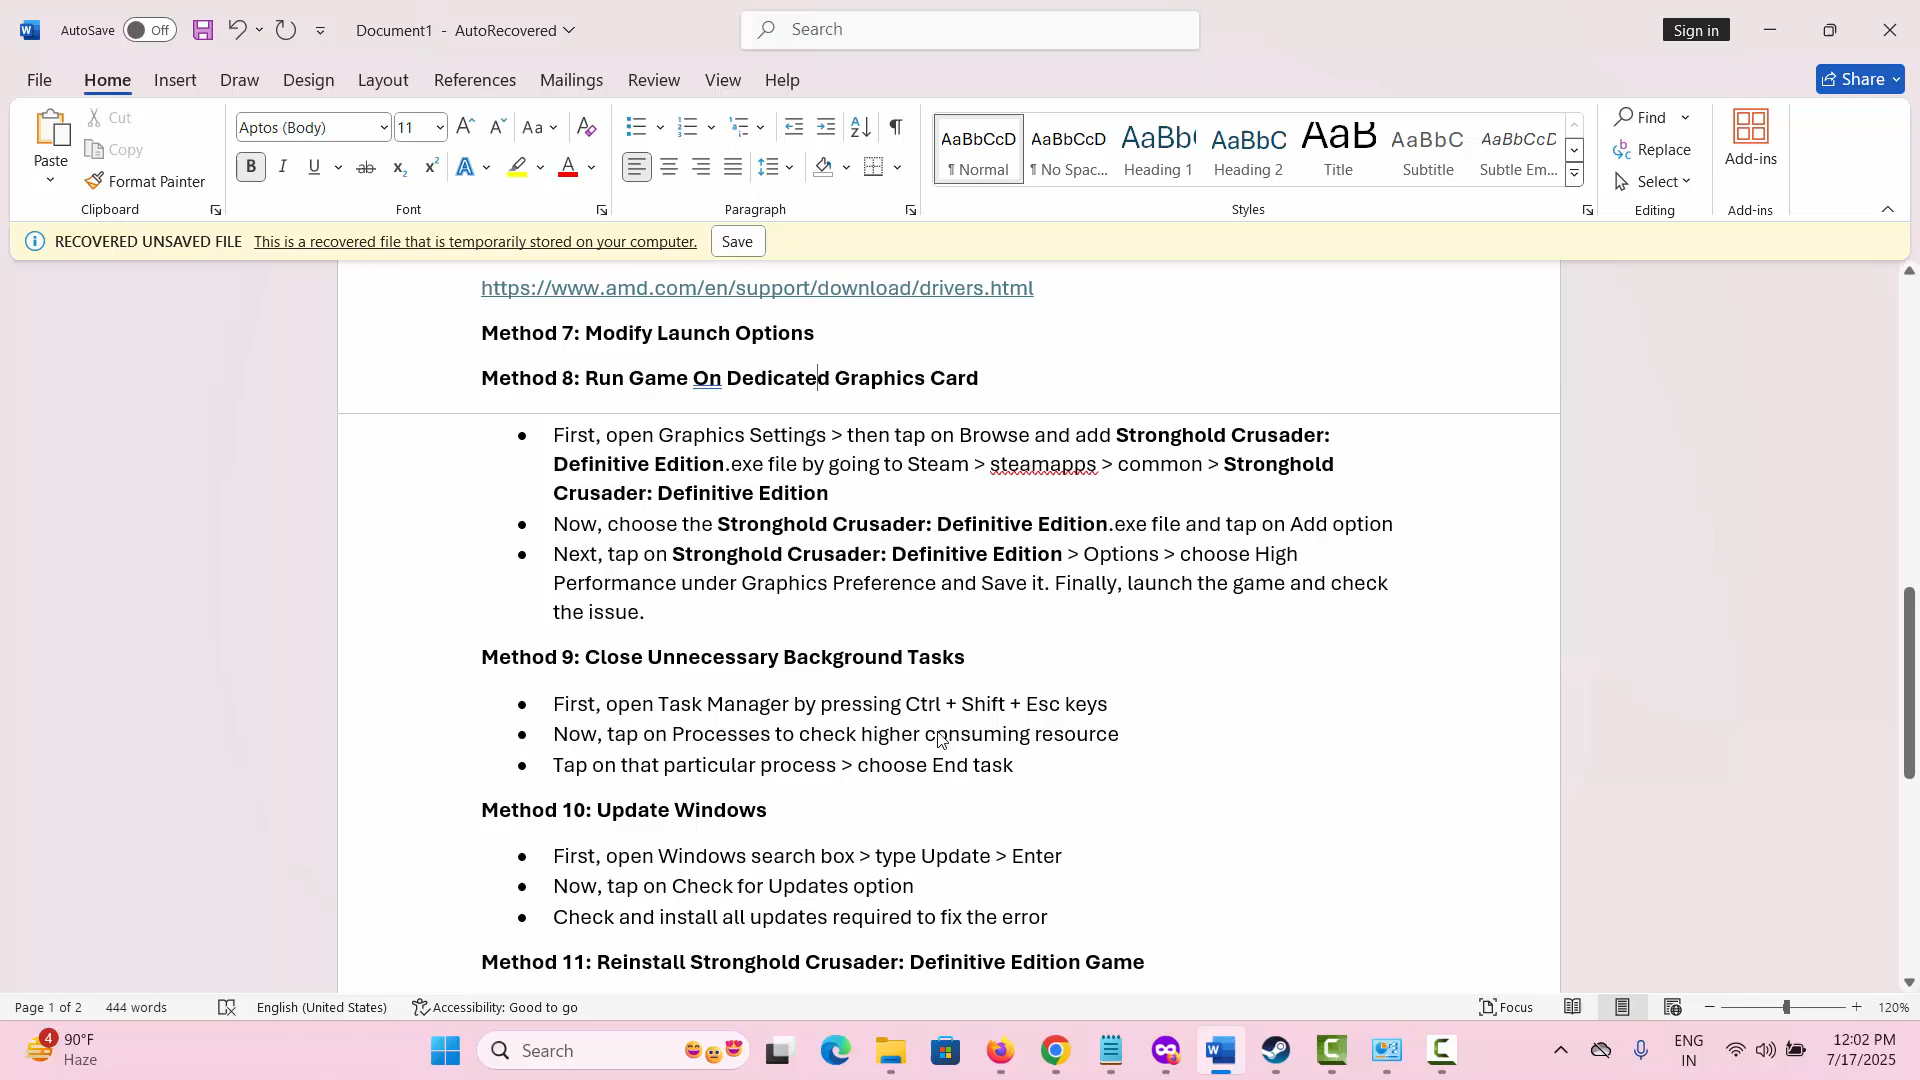 AutoSave Off Document1 - AutoRecovered Search Sign in
File Home Insert Draw Design Layout References Mailings Review View Help Share
Paste Cut Copy Format Painter
Aptos (Body) 11
Aa
B I U ab x₂ x² A A
AaBbCcD AaBbCcD AaBb( AaBbC AaB AaBbC AaBbCcD
¶ Normal ¶ No Spac... Heading 1 Heading 2 Title Subtitle Subtle Em...
Find Replace Select
Add-ins
Clipboard Font Paragraph Styles Editing Add-ins
RECOVERED UNSAVED FILE This is a recovered file that is temporarily stored on your computer. Save
https://www.amd.com/en/support/download/drivers.html
Method 7: Modify Launch Options
Method 8: Run Game On Dedicated Graphics Card
• First, open Graphics Settings > then tap on Browse and add Stronghold Crusader:
Definitive Edition.exe file by going to Steam > steamapps > common > Stronghold
Crusader: Definitive Edition
• Now, choose the Stronghold Crusader: Definitive Edition.exe file and tap on Add option
• Next, tap on Stronghold Crusader: Definitive Edition > Options > choose High
Performance under Graphics Preference and Save it. Finally, launch the game and check
the issue.
Method 9: Close Unnecessary Background Tasks
• First, open Task Manager by pressing Ctrl + Shift + Esc keys
• Now, tap on Processes to check higher consuming resource
• Tap on that particular process > choose End task
Method 10: Update Windows
• First, open Windows search box > type Update > Enter
• Now, tap on Check for Updates option
• Check and install all updates required to fix the error
Method 11: Reinstall Stronghold Crusader: Definitive Edition Game
Page 1 of 2 444 words English (United States) Accessibility: Good to go Focus 120%
4 90°F
Haze
Search
ENG
IN
12:02 PM
7/17/2025